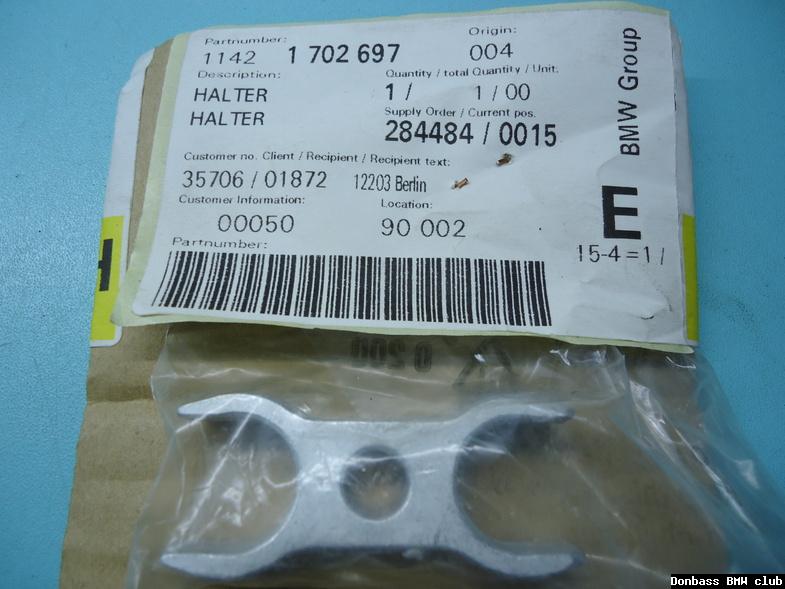 Partnumber:
Origin:
1142 1 702 697
004
Description:
Quantity / total Quantity / Unit:
HALTER
1 / 1 / 00
HALTER
Supply Order / Current pos.
284484 / 0015
Customer no. Client / Recipient / Recipient text:
35706 / 01872 12203 Berlin
Customer Information:
Location:
00050
90 002
Partnumber:
BMW Group
E
15-4=1 /
H
0 200
Donbass BMW club